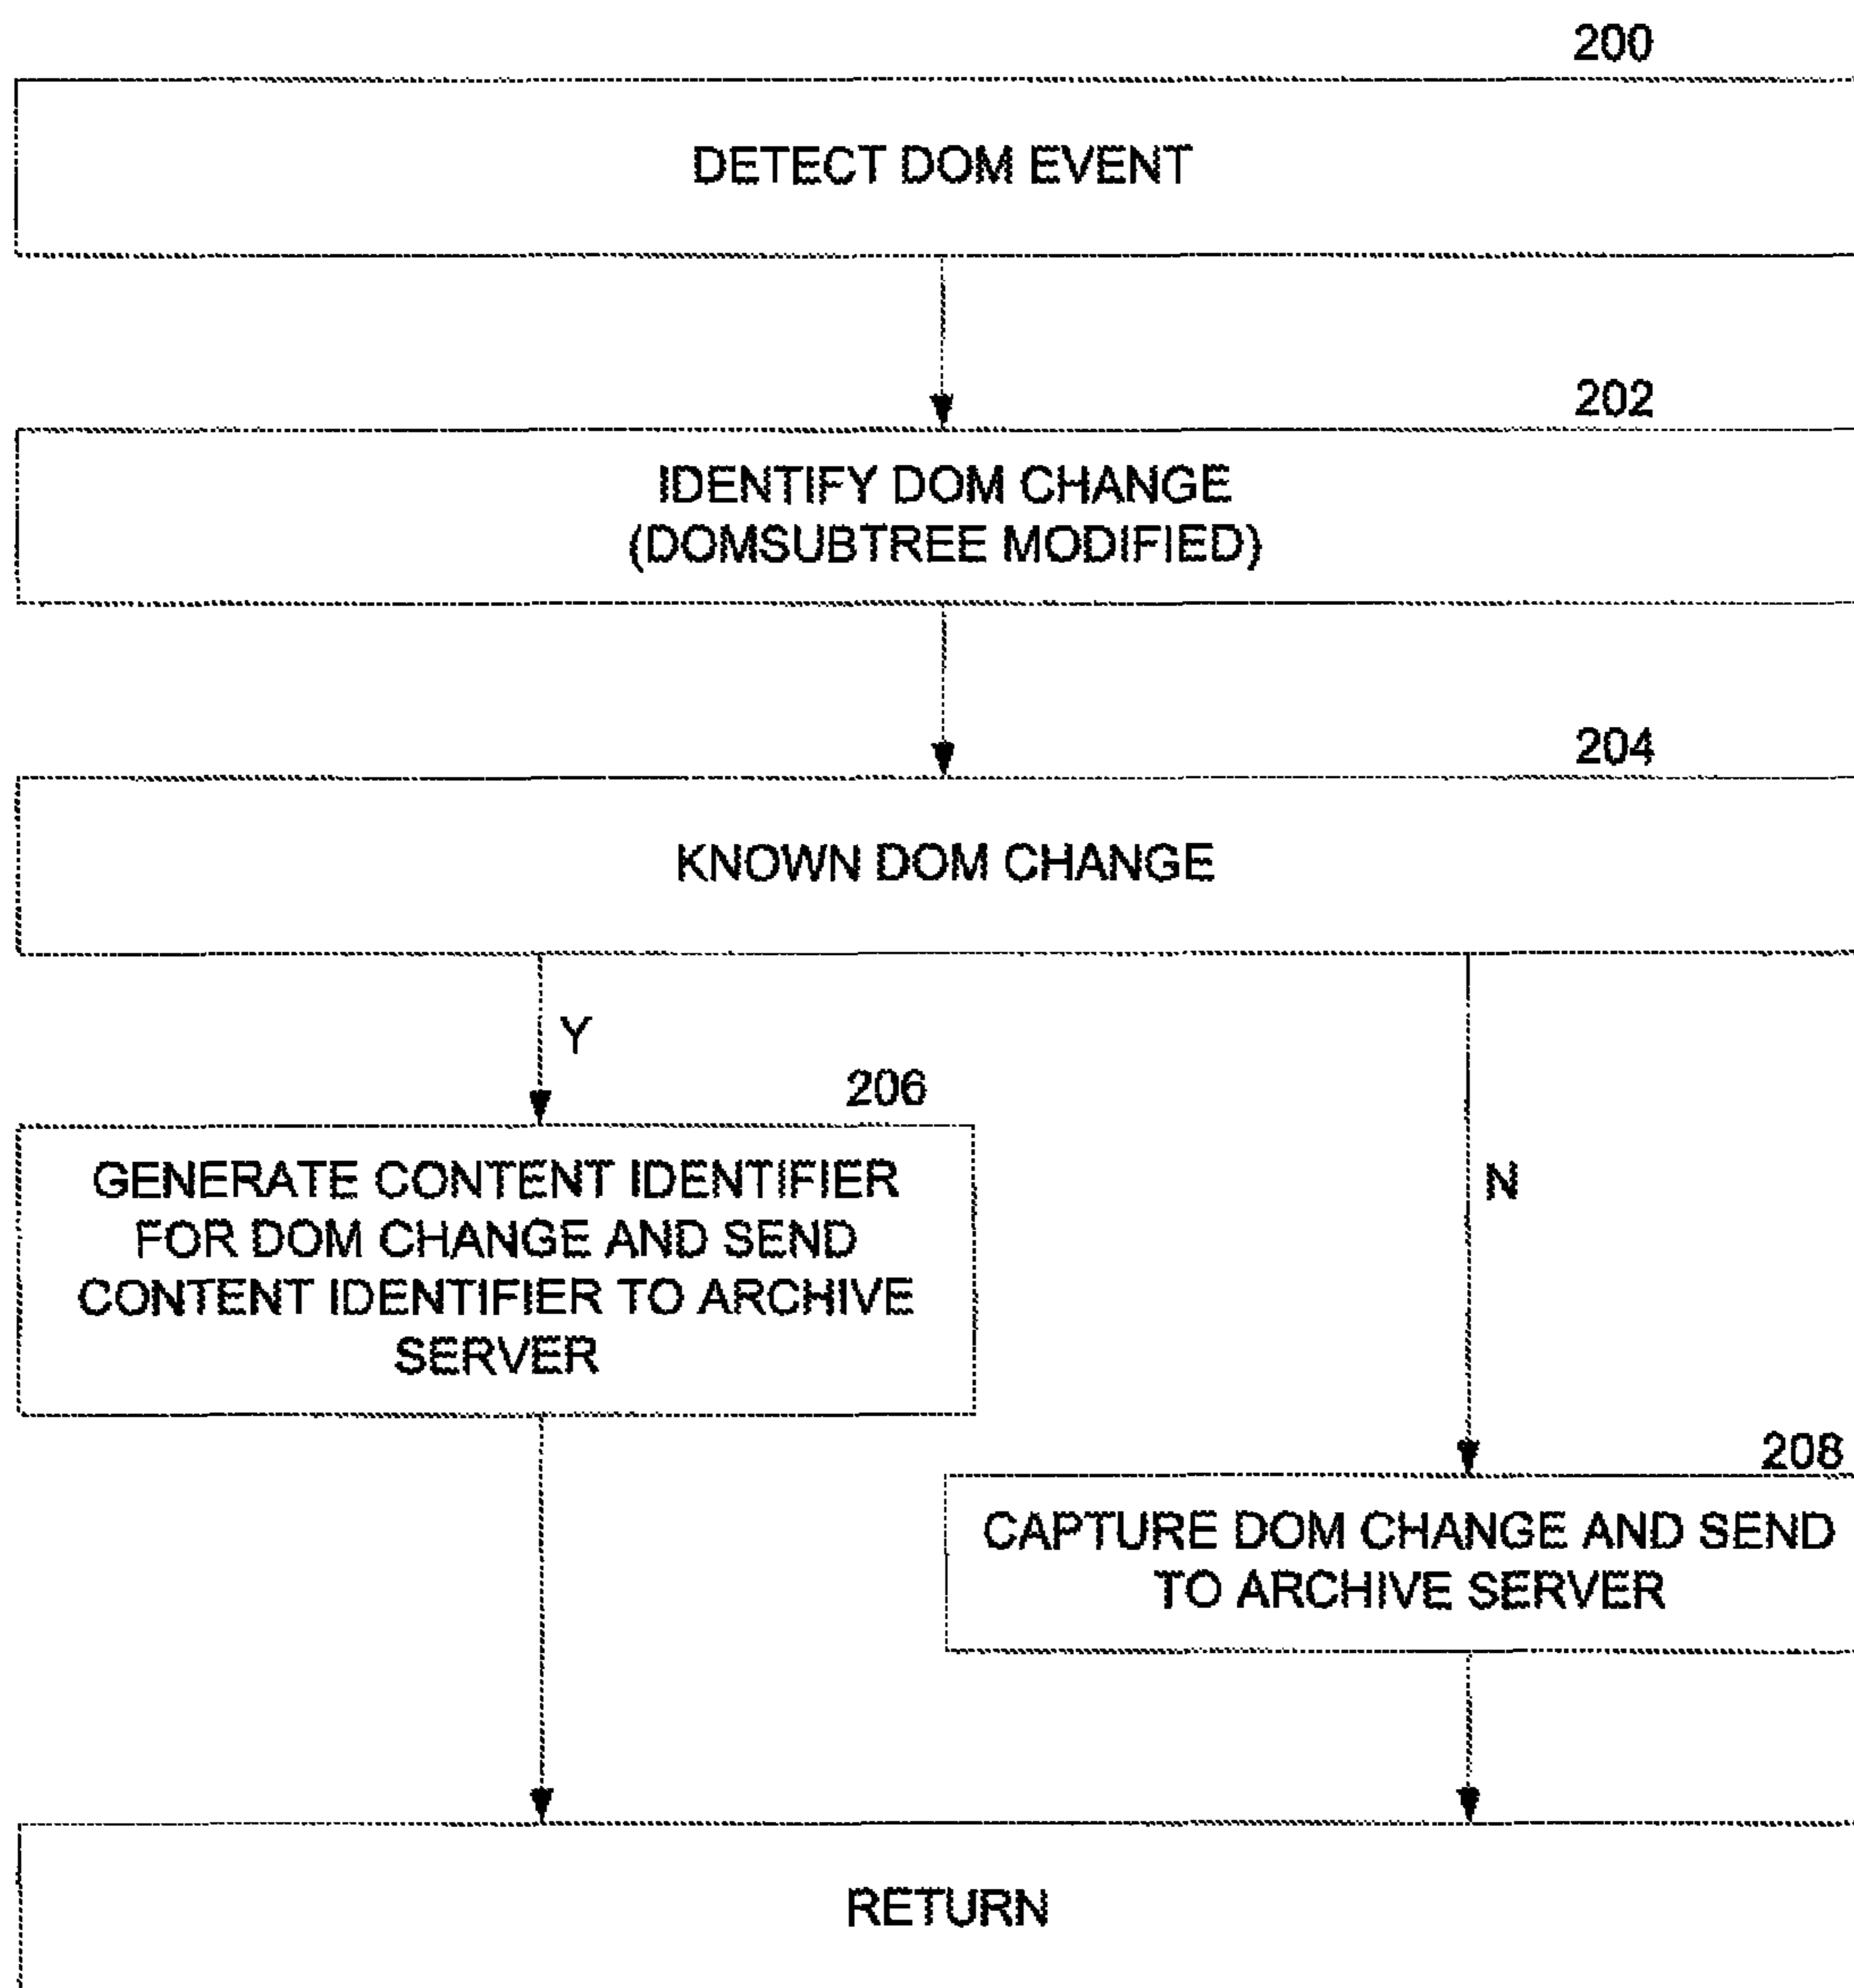 200
DETECT DOM EVENT
202
IDENTIFY DOM CHANGE
(DOMSUBTREE MODIFIED)
204
KNOWN DOM CHANGE
Y
N
206
GENERATE CONTENT IDENTIFIER
FOR DOM CHANGE AND SEND
CONTENT IDENTIFIER TO ARCHIVE
SERVER
208
CAPTURE DOM CHANGE AND SEND
TO ARCHIVE SERVER
RETURN